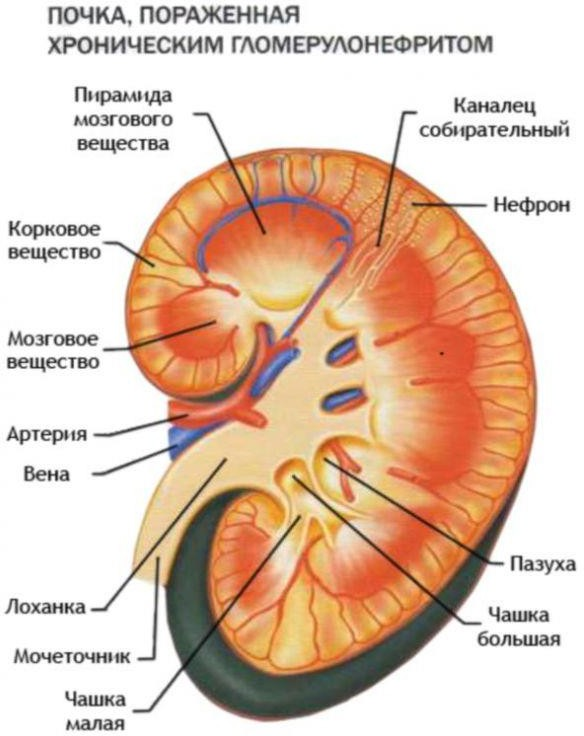 ПОЧКА, ПОРАЖЕННАЯ
ХРОНИЧЕСКИМ ГЛОМЕРУЛОНЕФРИТОМ
Пирамида
мозгового
вещества
Каналец
собирательный
Нефрон
Корковое
вещество
Мозговое
вещество
Артерия
Вена
Пазуха
Лоханка
Чашка
большая
Мочеточник
Чашка
малая